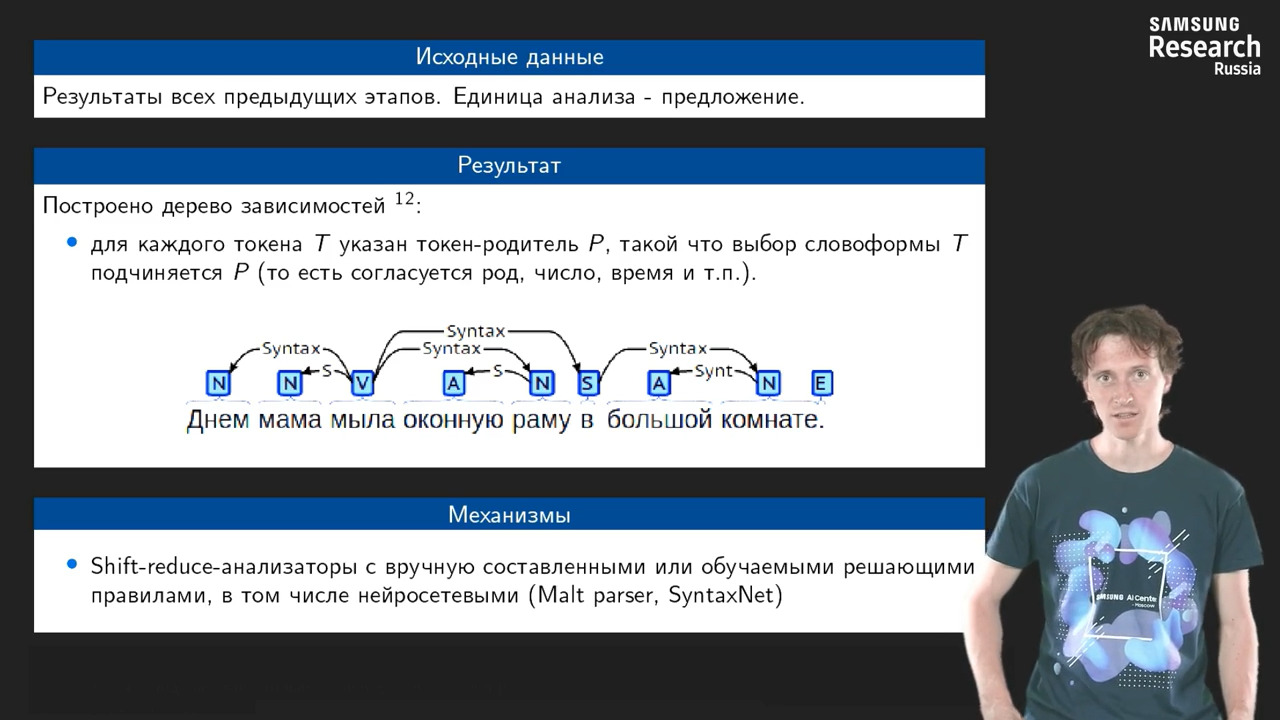 SAMSUNG
Research
Russia
Исходные данные
Результаты всех предыдущих этапов. Единица анализа - предложение.
Результат
Построено дерево зависимостей 12:
• для каждого токена T указан токен-родитель P, такой что выбор словоформы T
подчиняется P (то есть согласуется род, число, время и т.п.).
Syntax
Syntax Syntax Syntax
S S Synt
N N V A N S A N E
Днем мама мыла оконную раму в большой комнате.
Механизмы
• Shift-reduce-анализаторы с вручную составленными или обучаемыми решающими
правилами, в том числе нейросетевыми (Malt parser, SyntaxNet)
SAMSUNG AI Center
- Moscow